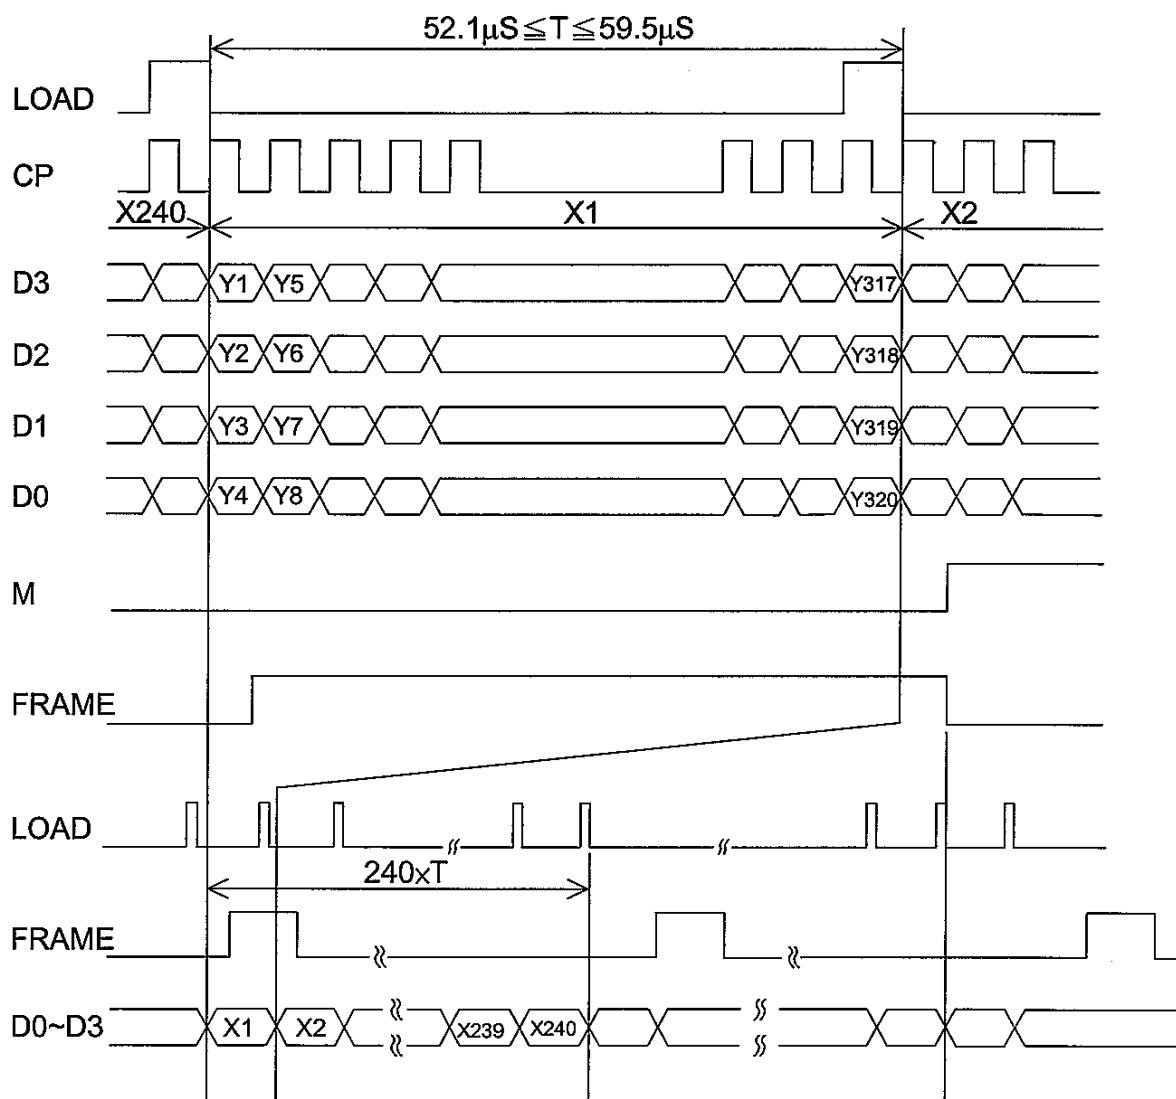 52.1μS≦T≦59.5μS
LOAD
CP
X240 X1 X2
D3 Y1 Y5 Y317
D2 Y2 Y6 Y318
D1 Y3 Y7 Y319
D0 Y4 Y8 Y320
M
FRAME
LOAD
240×T
FRAME
D0~D3 X1 X2 X239 X240